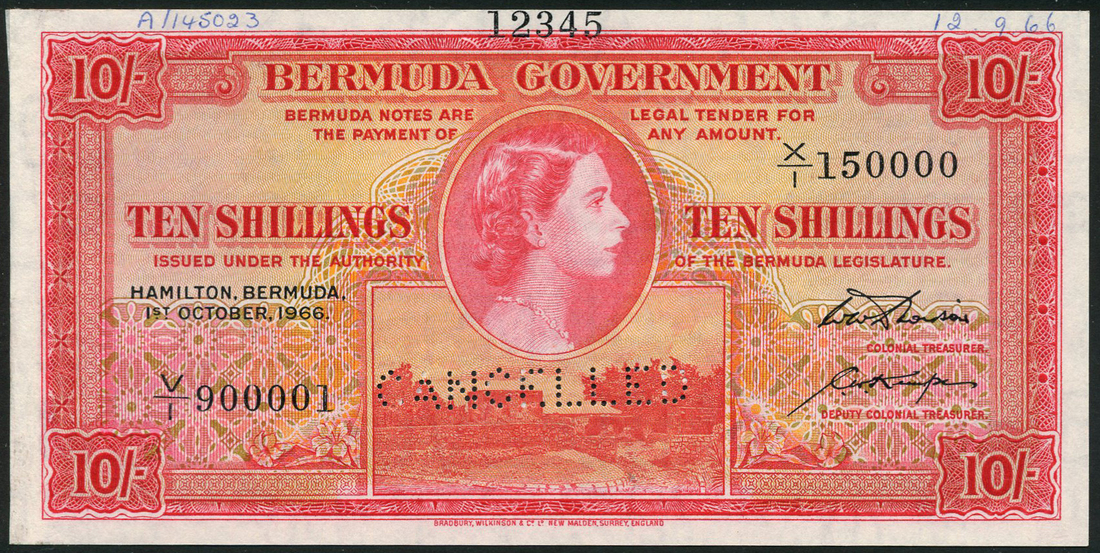 A/145023 12345 12 9 66
10/- 10/-
BERMUDA GOVERNMENT
BERMUDA NOTES ARE LEGAL TENDER FOR
THE PAYMENT OF ANY AMOUNT.
X/1 150000
TEN SHILLINGS TEN SHILLINGS
ISSUED UNDER THE AUTHORITY OF THE BERMUDA LEGISLATURE.
HAMILTON, BERMUDA,
1ST OCTOBER, 1966.
COLONIAL TREASURER.
CANCELLED
V/1 900001
DEPUTY COLONIAL TREASURER.
10/- 10/-
BRADBURY, WILKINSON & Co. Ld. NEW MALDEN, SURREY, ENGLAND